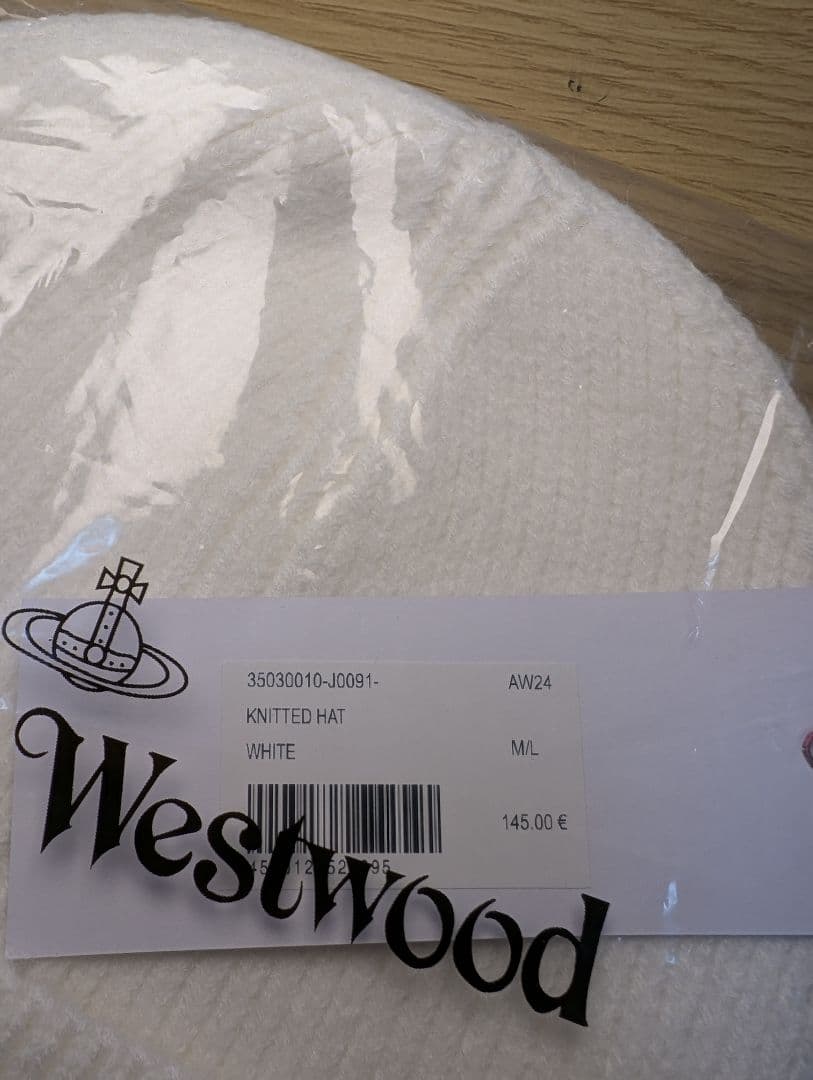 35030010-J0091-
AW24
KNITTED HAT
WHITE
M/L
145.00 €
Westwood